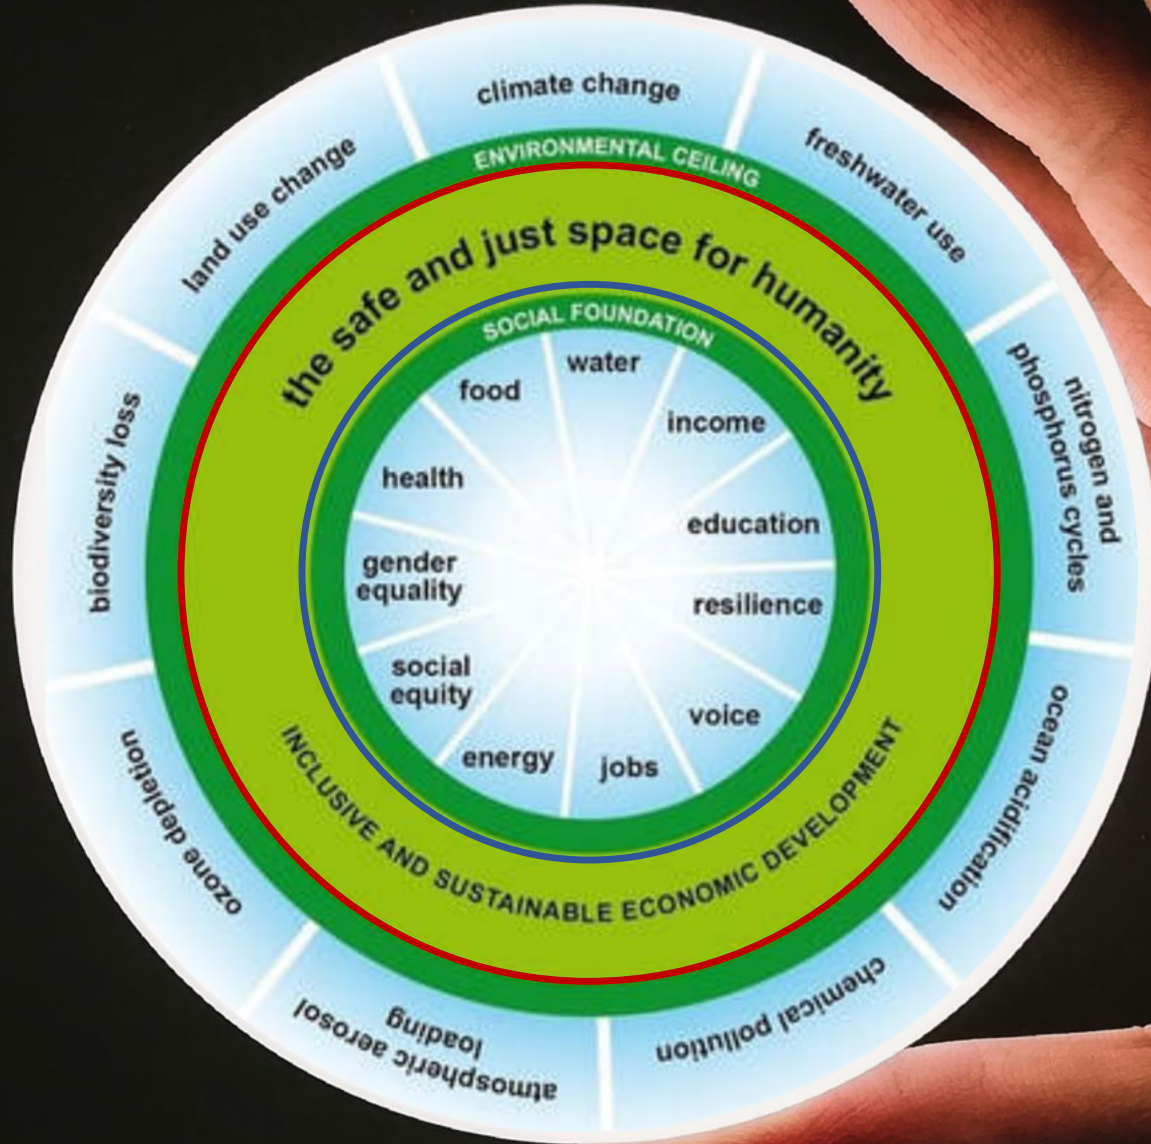 climate change
freshwater use
nitrogen and
phosphorus cycles
ocean acidification
chemical pollution
atmospheric aerosol
loading
ozone depletion
biodiversity loss
land use change
ENVIRONMENTAL CEILING
the safe and just space for humanity
SOCIAL FOUNDATION
water
income
education
resilience
voice
jobs
energy
social
equity
gender
equality
health
food
INCLUSIVE AND SUSTAINABLE ECONOMIC DEVELOPMENT